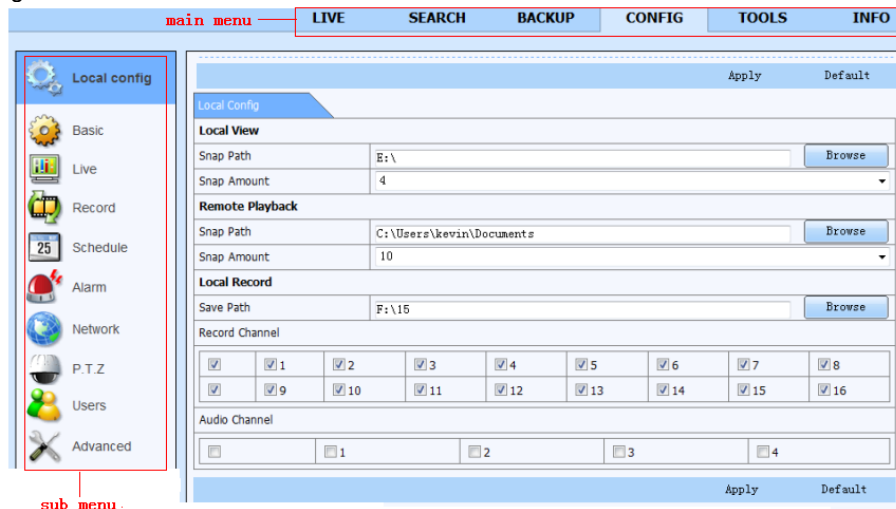 main menu LIVE SEARCH BACKUP CONFIG TOOLS INFO
Local config
Basic
Live
Record
25 Schedule
Alarm
Network
P.T.Z
Users
Advanced
sub menu.
Apply Default
Local Config
Local View
Snap Path E:\ Browse
Snap Amount 4
Remote Playback
Snap Path C:\Users\kevin\Documents Browse
Snap Amount 10
Local Record
Save Path F:\15 Browse
Record Channel
1 2 3 4 5 6 7 8
9 10 11 12 13 14 15 16
Audio Channel
1 2 3 4
Apply Default